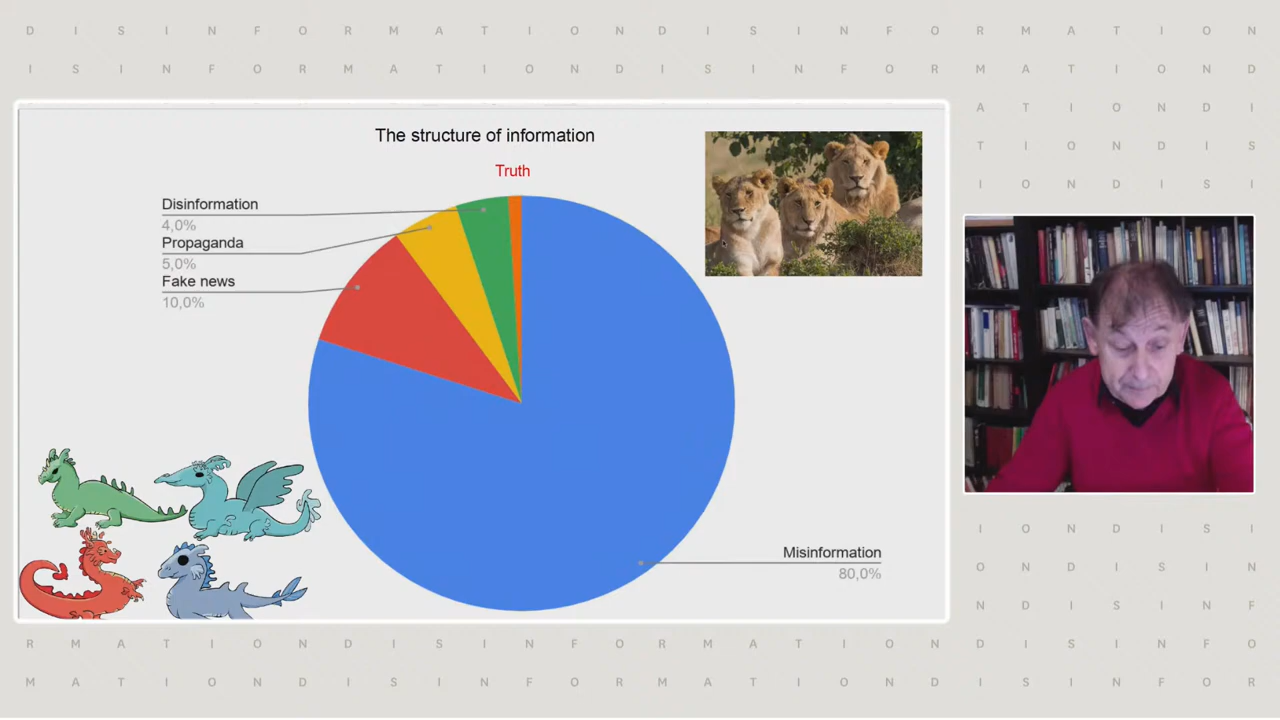 D I S I N F O R M A T I O N D I S I N F O R M A T I O N
I S I N F O R M A T I O N D I S I N F O R M A T I O N D
A T I O N D I
T I O N D I S
I O N D I S I
The structure of information
Truth
Disinformation
4,0%
Propaganda
5,0%
Fake news
10,0%
Misinformation
80,0%
I O N D I S I
O N D I S I N
N D I S I N F
R M A T I O N D I S I N F O R M A T I O N D I S I N F O
M A T I O N D I S I N F O R M A T I O N D I S I N F O R